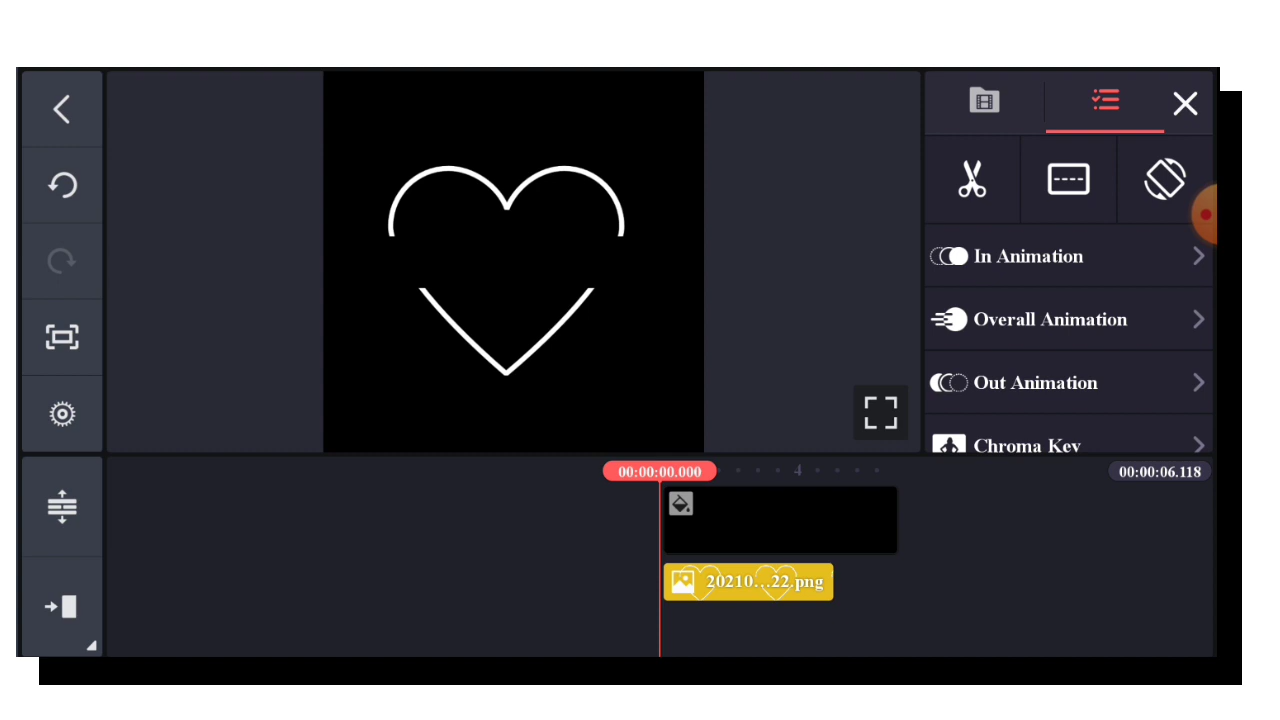 In Animation
Overall Animation
Out Animation
Chroma Key
00:00:00.000
4
00:00:06.118
20210...22.png